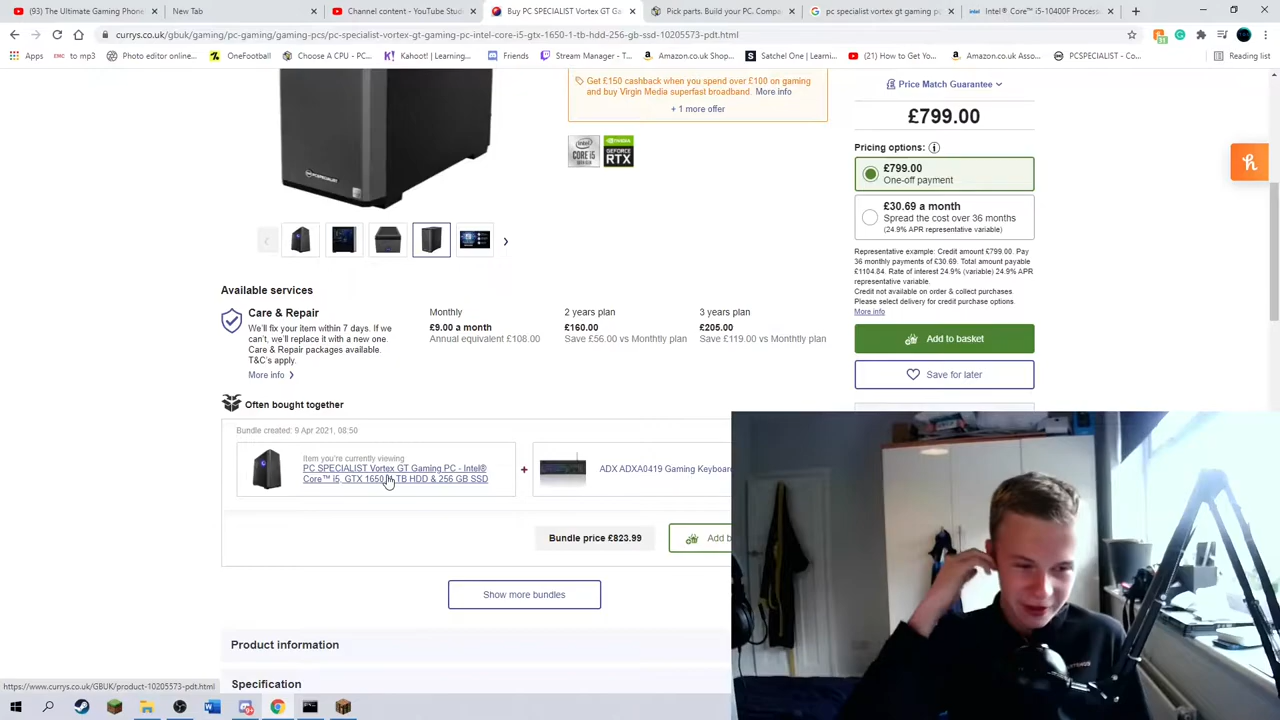 (93) The Ultimate Gaming Phone
New Tab
Channel content - YouTube Studi
Buy PC SPECIALIST Vortex GT Ga
Pick parts. Build your PC. Compa
pc specialist vortex gt gaming pc
Intel® Core™ i5-10400F Process
currys.co.uk/gbuk/gaming/pc-gaming/gaming-pcs/pc-specialist-vortex-gt-gaming-pc-intel-core-i5-gtx-1650-1-tb-hdd-256-gb-ssd-10205573-pdt.html
Apps
to mp3
Photo editor online...
OneFootball
Choose A CPU - PC...
Kahoot! | Learning...
Friends
Stream Manager - T...
Amazon.co.uk Shop...
Satchel One | Learni...
(21) How to Get Yo...
Amazon.co.uk Asso...
PCSPECIALIST - Co...
Reading list
Get £150 cashback when you spend over £100 on gaming
and buy Virgin Media superfast broadband. More info
+ 1 more offer
intel
CORE i5
NVIDIA
GEFORCE
RTX
Price Match Guarantee
£799.00
Pricing options:
£799.00
One-off payment
£30.69 a month
Spread the cost over 36 months
(24.9% APR representative variable)
Representative example: Credit amount £799.00. Pay
36 monthly payments of £30.69. Total amount payable
£1104.84. Rate of interest 24.9% (variable) 24.9% APR
representative variable.
Credit not available on order & collect purchases.
Please select delivery for credit purchase options.
More info
Add to basket
Save for later
Available services
Care & Repair
We'll fix your item within 7 days. If we
can't, we'll replace it with a new one.
Care & Repair packages available.
T&C's apply.
More info
Monthly
£9.00 a month
Annual equivalent £108.00
2 years plan
£160.00
Save £56.00 vs Monthtly plan
3 years plan
£205.00
Save £119.00 vs Monthtly plan
Often bought together
Bundle created: 9 Apr 2021, 08:50
Item you're currently viewing
PC SPECIALIST Vortex GT Gaming PC - Intel®
Core™ i5, GTX 1650, TB HDD & 256 GB SSD
+
ADX ADXA0419 Gaming Keyboard
Bundle price £823.99
Add b
Show more bundles
Product information
Specification
https://www.currys.co.uk/GBUK/product-10205573-pdt.html